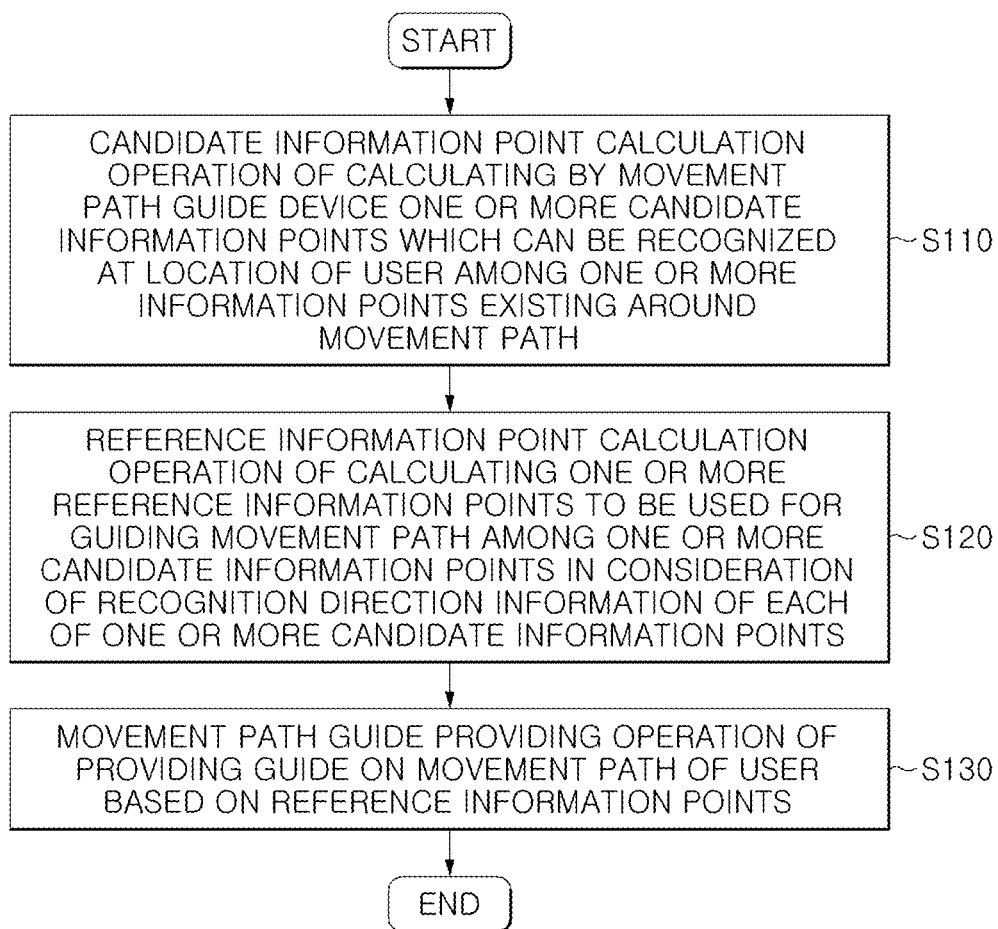 START
CANDIDATE INFORMATION POINT CALCULATION
OPERATION OF CALCULATING BY MOVEMENT
PATH GUIDE DEVICE ONE OR MORE CANDIDATE
INFORMATION POINTS WHICH CAN BE RECOGNIZED
AT LOCATION OF USER AMONG ONE OR MORE
INFORMATION POINTS EXISTING AROUND
MOVEMENT PATH
S110
REFERENCE INFORMATION POINT CALCULATION
OPERATION OF CALCULATING ONE OR MORE
REFERENCE INFORMATION POINTS TO BE USED FOR
GUIDING MOVEMENT PATH AMONG ONE OR MORE
CANDIDATE INFORMATION POINTS IN CONSIDERATION
OF RECOGNITION DIRECTION INFORMATION OF EACH
OF ONE OR MORE CANDIDATE INFORMATION POINTS
S120
MOVEMENT PATH GUIDE PROVIDING OPERATION OF
PROVIDING GUIDE ON MOVEMENT PATH OF USER
BASED ON REFERENCE INFORMATION POINTS
S130
END